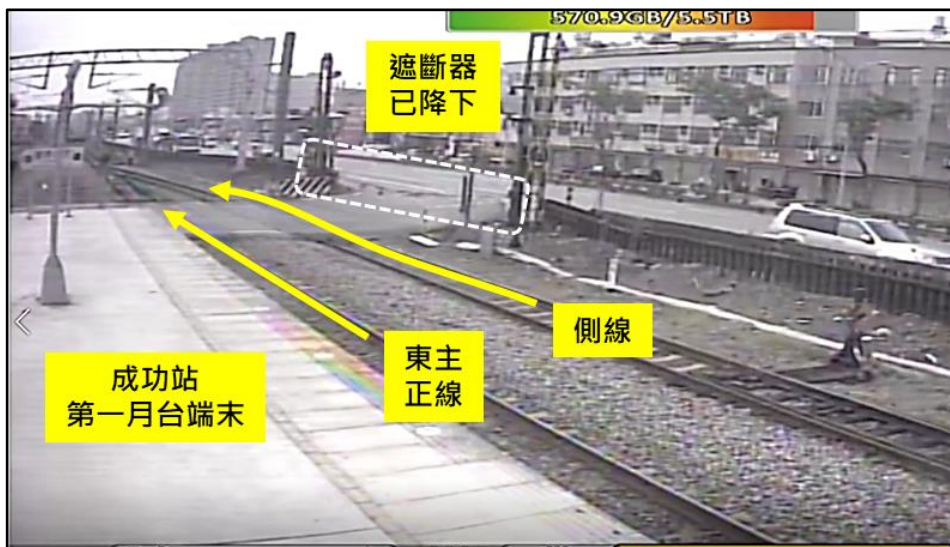 570.9GB/5.5TB
遮斷器
已降下
側線
東主
正線
成功站
第一月台端末